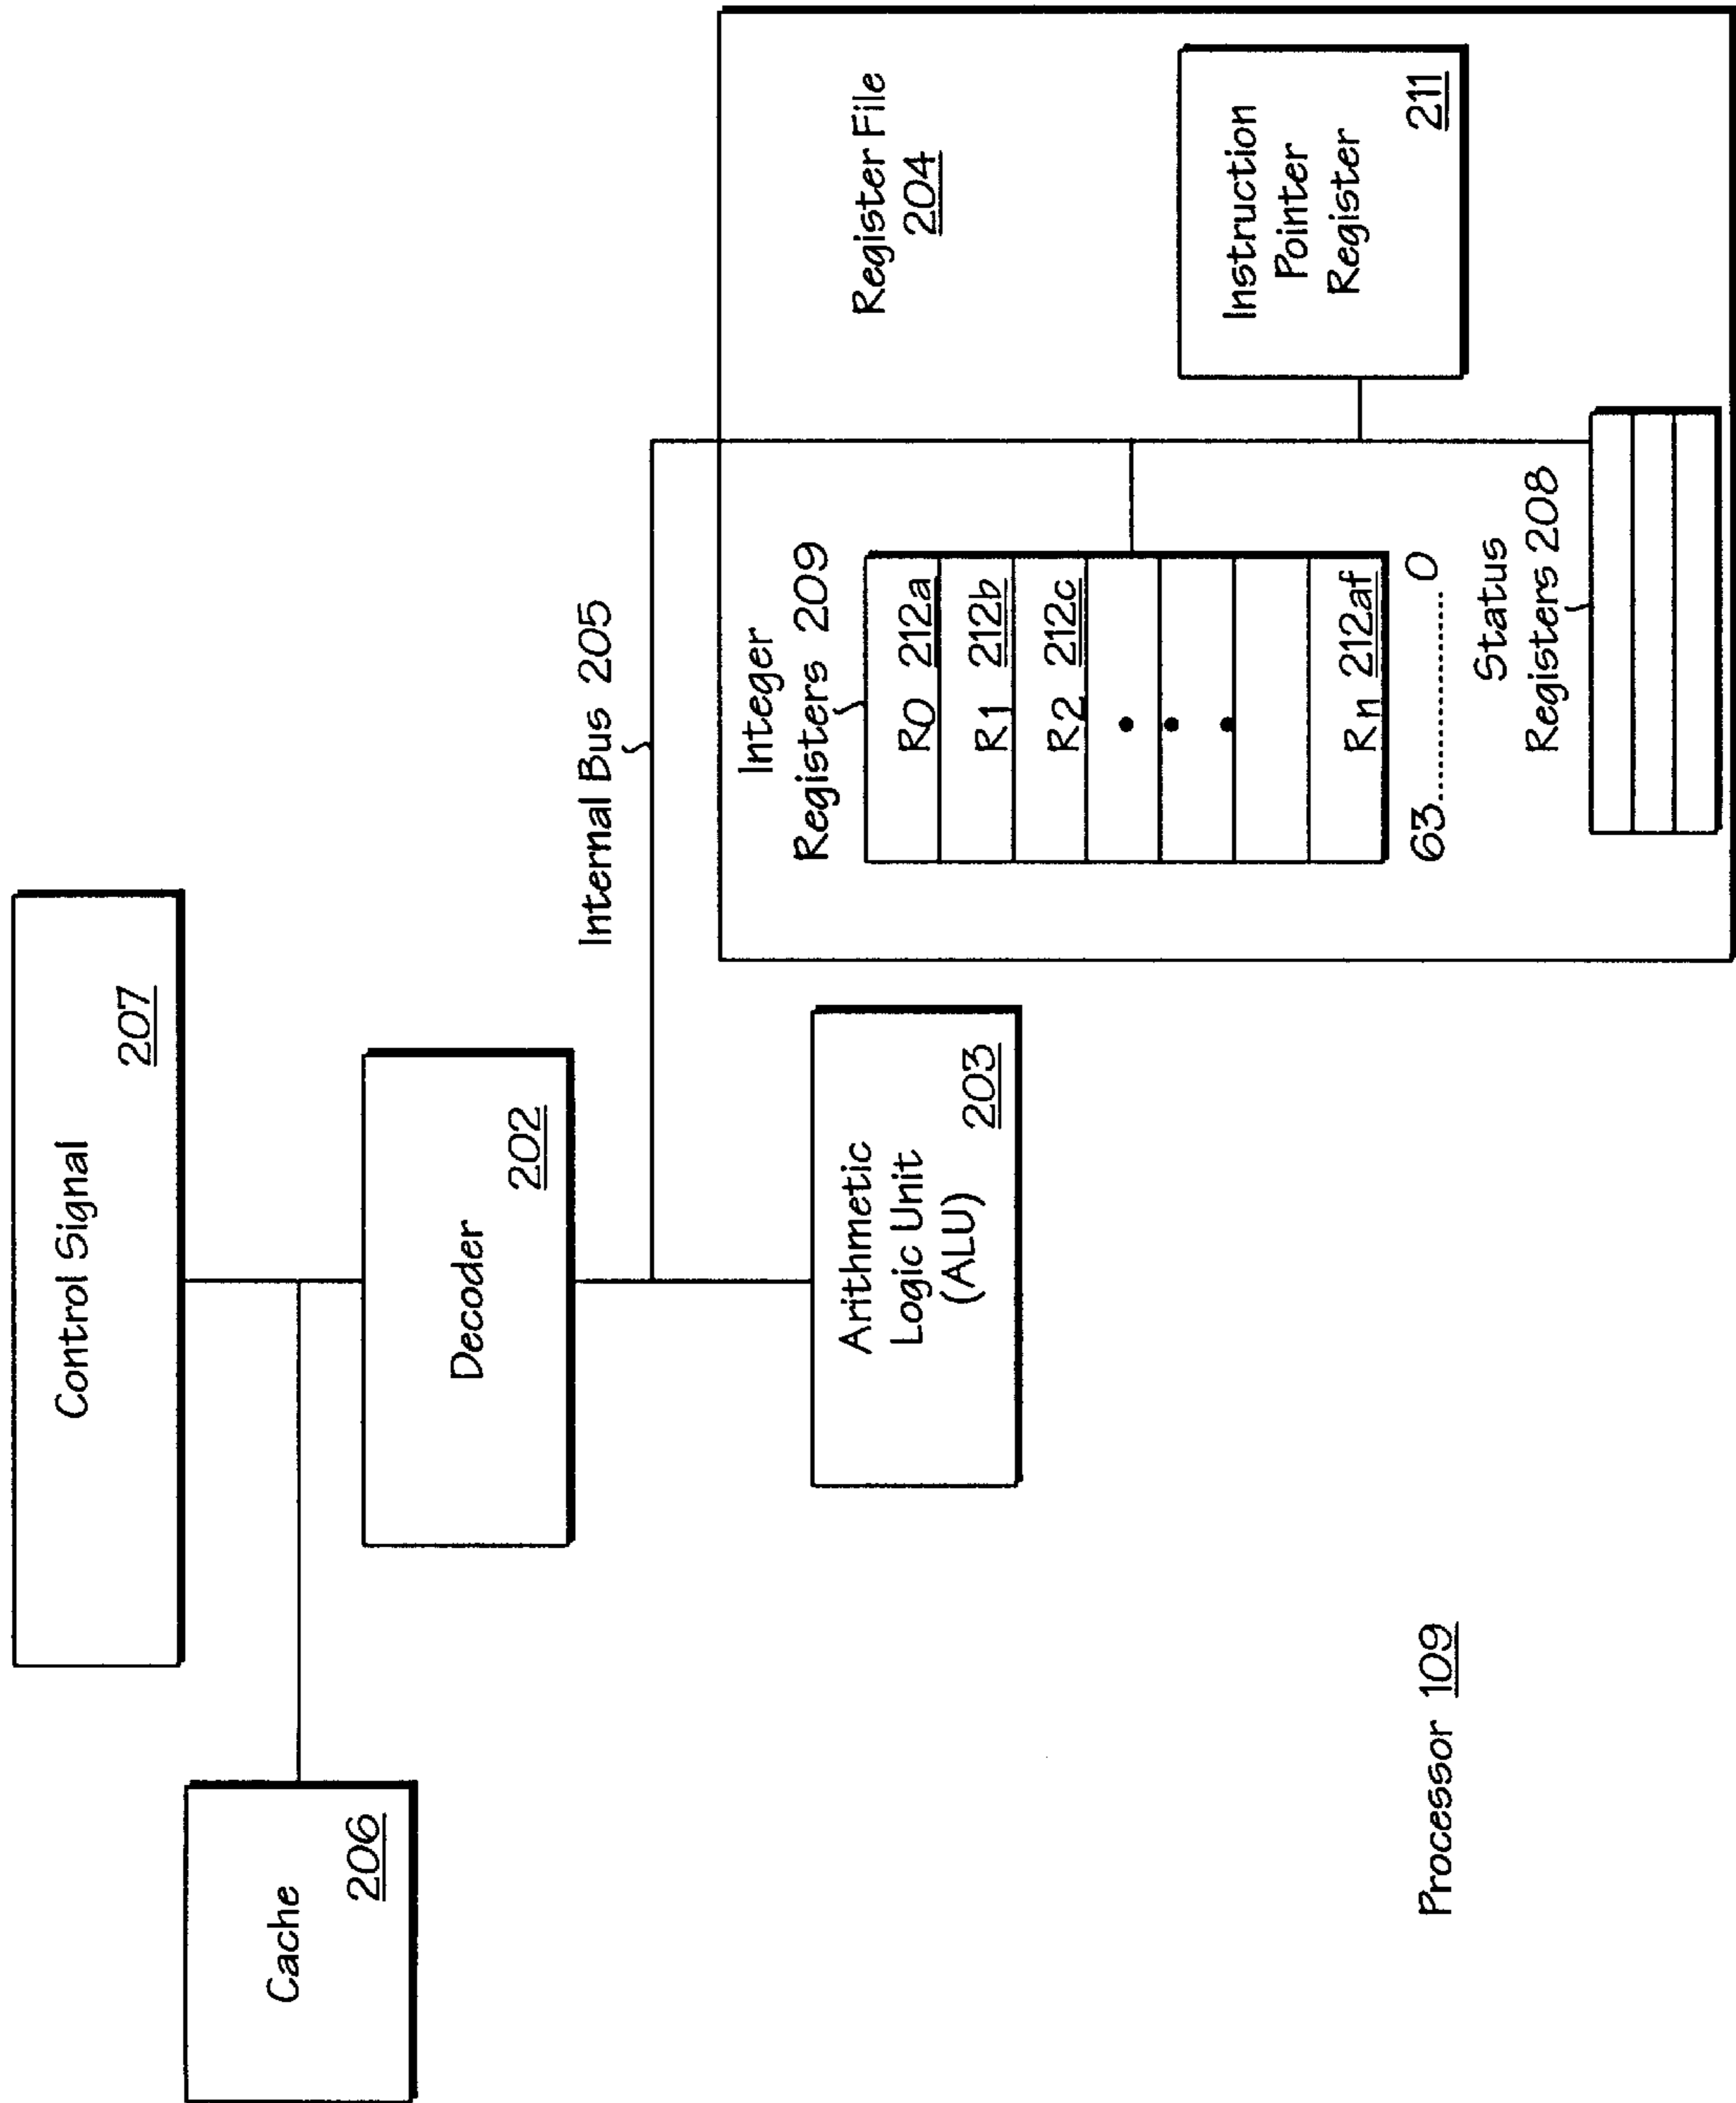 Control Signal
207
Cache
206
Decoder
202
Internal Bus 205
Arithmetic
Logic Unit
(ALU)
203
Register File
204
Integer
Registers 209
R0 212a
R1 212b
R2 212c
Rn 212af
63..............0
Instruction
Pointer
Register
211
Status
Registers 208
Processor 109